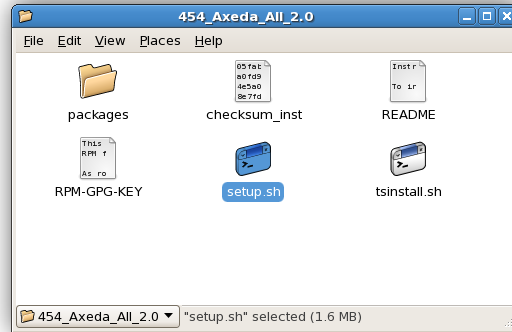 454_Axeda_All_2.0
File Edit View Places Help
05fab
a0fd9
4e5a0
8e7fd
Instr
To ir
packages checksum_inst README
This
RPM f
As ro
RPM-GPG-KEY setup.sh tsinstall.sh
454_Axeda_All_2.0 "setup.sh" selected (1.6 MB)